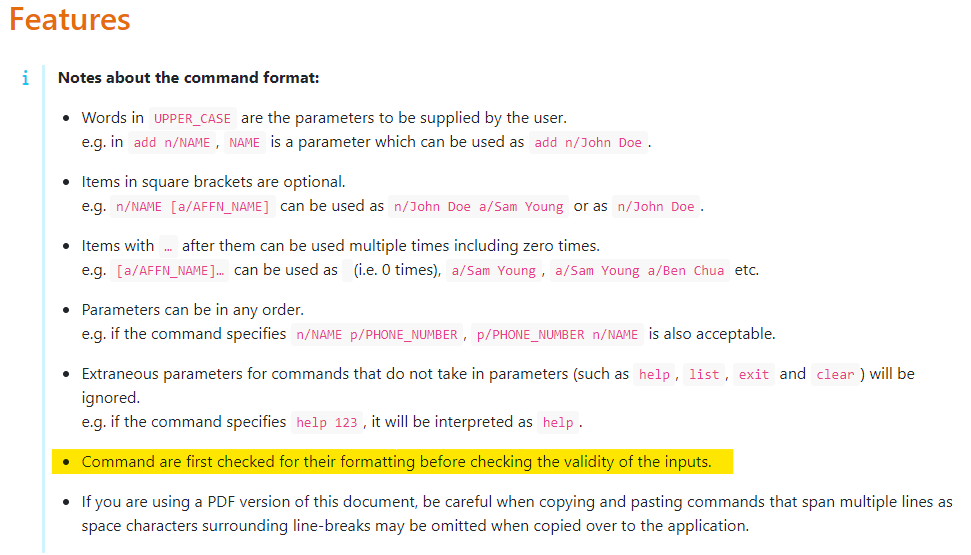 Features
i
Notes about the command format:
• Words in UPPER_CASE are the parameters to be supplied by the user.
e.g. in add n/NAME , NAME is a parameter which can be used as add n/John Doe .
• Items in square brackets are optional.
e.g. n/NAME [a/AFFN_NAME] can be used as n/John Doe a/Sam Young or as n/John Doe .
• Items with … after them can be used multiple times including zero times.
e.g. [a/AFFN_NAME]… can be used as (i.e. 0 times), a/Sam Young , a/Sam Young a/Ben Chua etc.
• Parameters can be in any order.
e.g. if the command specifies n/NAME p/PHONE_NUMBER , p/PHONE_NUMBER n/NAME is also acceptable.
• Extraneous parameters for commands that do not take in parameters (such as help , list , exit and clear ) will be
ignored.
e.g. if the command specifies help 123 , it will be interpreted as help .
• Command are first checked for their formatting before checking the validity of the inputs.
• If you are using a PDF version of this document, be careful when copying and pasting commands that span multiple lines as
space characters surrounding line-breaks may be omitted when copied over to the application.